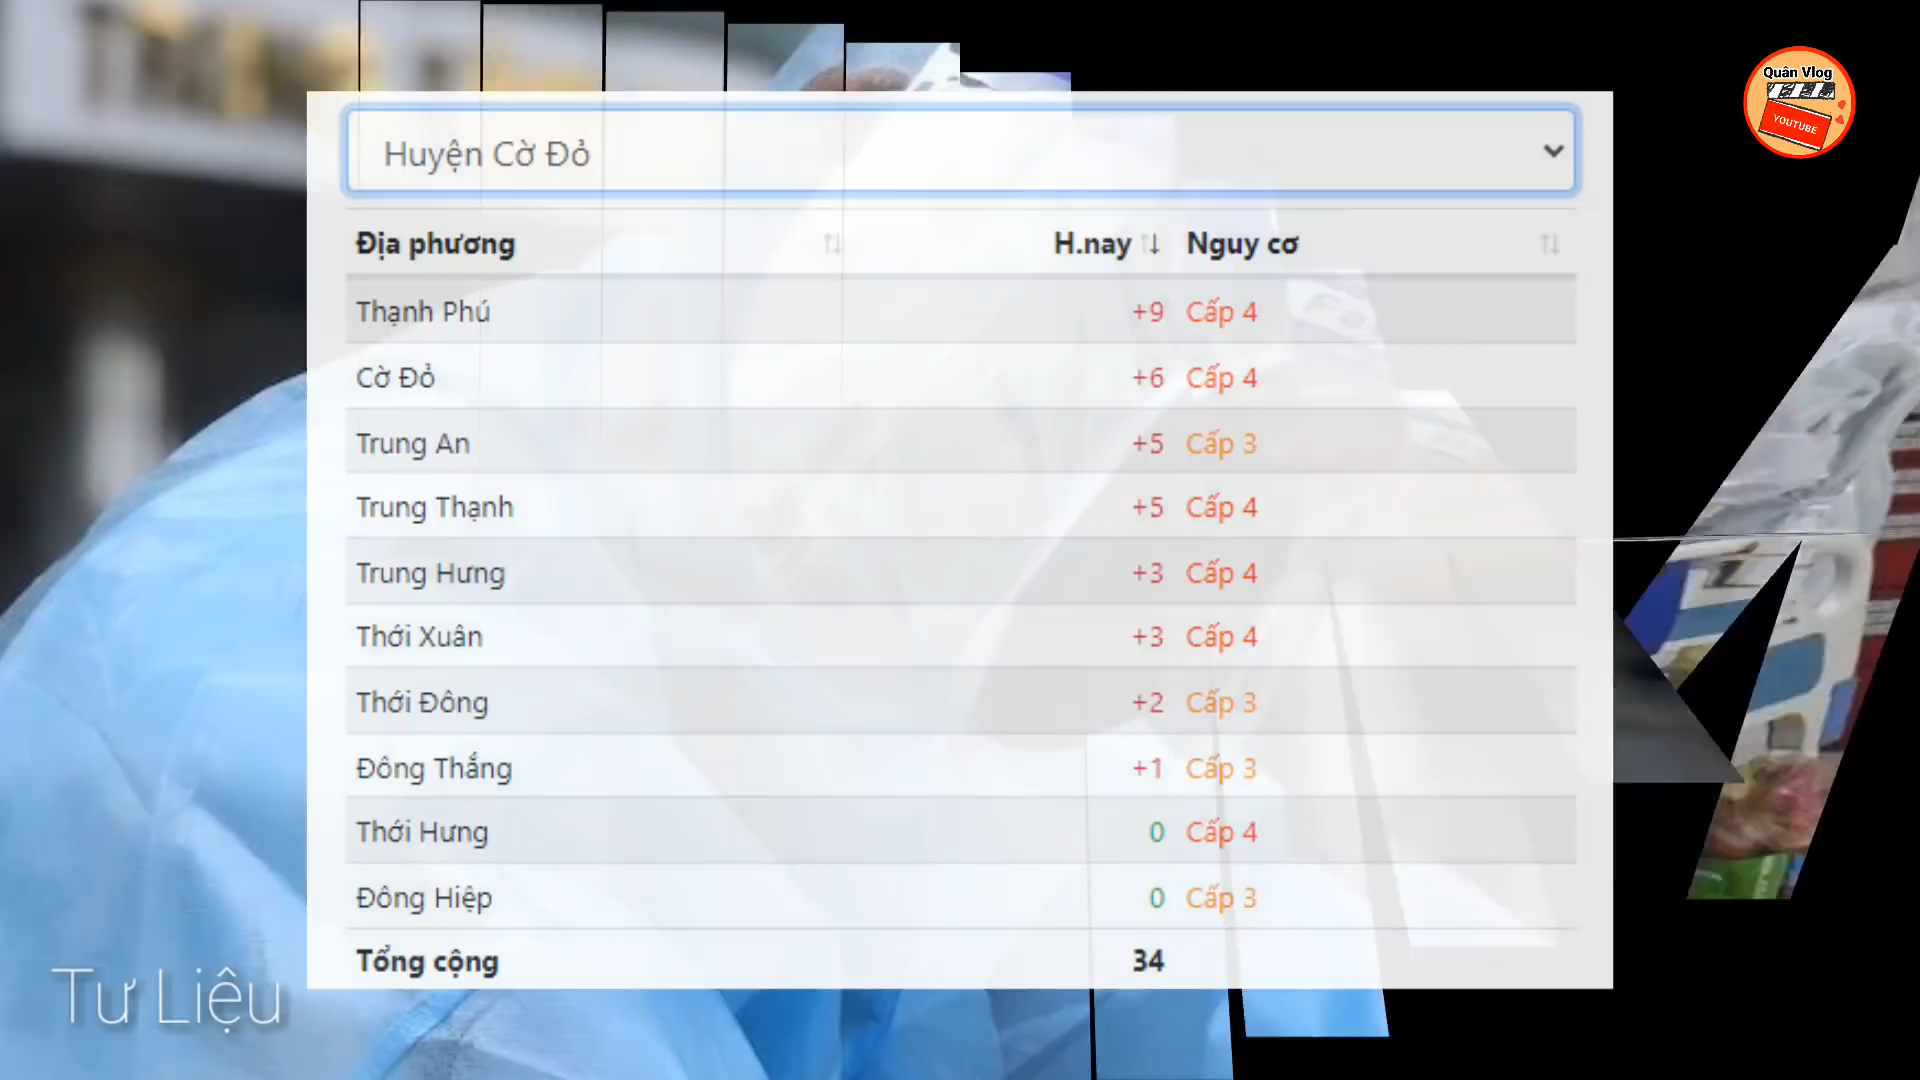 Quân Vlog
YOUTUBE
Huyện Cờ Đỏ
Địa phương H.nay Nguy cơ
Thạnh Phú +9 Cấp 4
Cờ Đỏ +6 Cấp 4
Trung An +5 Cấp 3
Trung Thạnh +5 Cấp 4
Trung Hưng +3 Cấp 4
Thới Xuân +3 Cấp 4
Thới Đông +2 Cấp 3
Đông Thắng +1 Cấp 3
Thới Hưng 0 Cấp 4
Đông Hiệp 0 Cấp 3
Tổng cộng 34
Tư Liệu